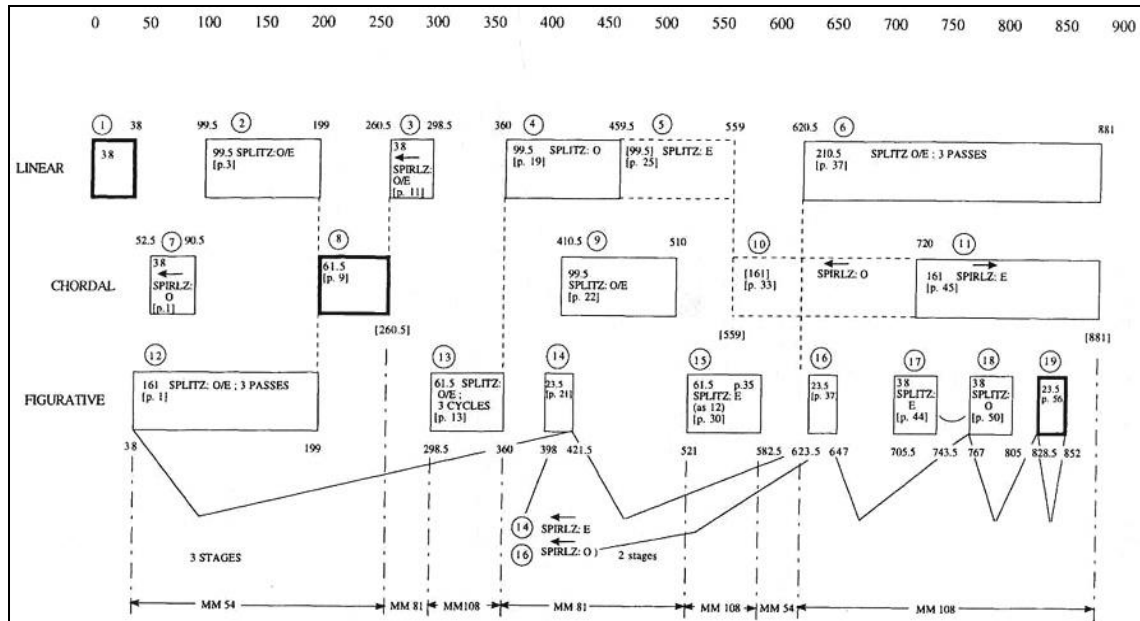 0 50 100 150 200 250 300 350 400 450 500 550 600 650 700 750 800 850 900
1 38 99.5 2 199 260.5 3 298.5 360 4 459.5 5 559 620.5 6 881
LINEAR
38
99.5 SPLITZ:O/E
[p.3]
38
SPIRLZ:
O/E
[p. 11]
99.5 SPLITZ: O
[p. 19]
[99.5] SPLITZ: E
[p. 25]
210.5 SPLITZ O/E ; 3 PASSES
[p. 37]
52.5 7 90.5 8 410.5 9 510 10 720 11
CHORDAL
38
SPIRLZ:
O
[p.1]
61.5
[p. 9]
99.5
SPLITZ: O/E
[p. 22]
[161]
[p. 33]
SPIRLZ: O
161 SPIRLZ: E
[p. 45]
[260.5] [559] [881]
12 13 14 15 16 17 18 19
FIGURATIVE
161 SPLITZ: O/E ; 3 PASSES
[p. 1]
61.5 SPLITZ:
O/E ;
3 CYCLES
[p. 13]
23.5
[p. 21]
61.5 p.35
SPLITZ: E
(as 12)
[p. 30]
23.5
[p. 37]
38
SPLITZ:
E
[p. 44]
38
SPLITZ:
O
[p. 50]
23.5
p. 56
38 199 298.5 360 398 421.5 521 582.5 623.5 647 705.5 743.5 767 805 828.5 852
14 SPIRLZ: E
16 SPIRLZ: O ) 2 stages
3 STAGES
MM 54 MM 81 MM108 MM 81 MM 108 MM 54 MM 108